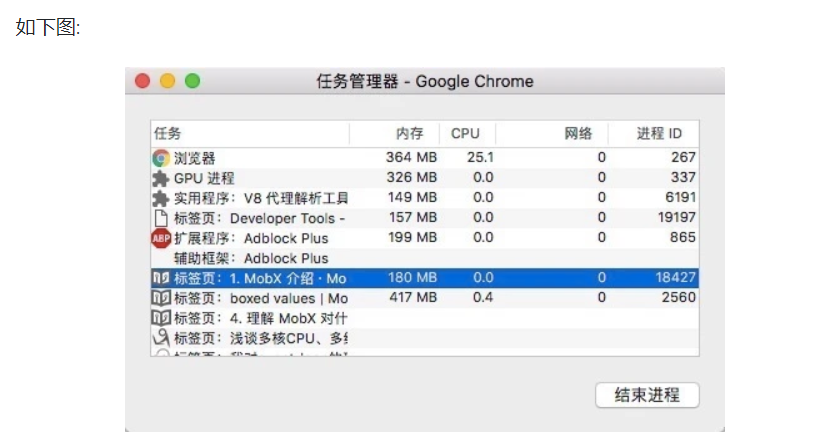 如下图:
任务管理器 - Google Chrome
任务 内存 CPU 网络 进程 ID
浏览器 364 MB 25.1 0 267
GPU 进程 326 MB 0.0 0 337
实用程序：V8 代理解析工具 149 MB 0.0 0 6191
标签页：Developer Tools - 157 MB 0.0 0 19197
ABP 扩展程序：Adblock Plus 199 MB 0.0 0 865
辅助框架：Adblock Plus
标签页：1. MobX 介绍 · Mo 180 MB 0.0 0 18427
标签页：boxed values | Mo 417 MB 0.4 0 2560
标签页：4. 理解 MobX 对什
标签页：浅谈多核CPU、多
结束进程